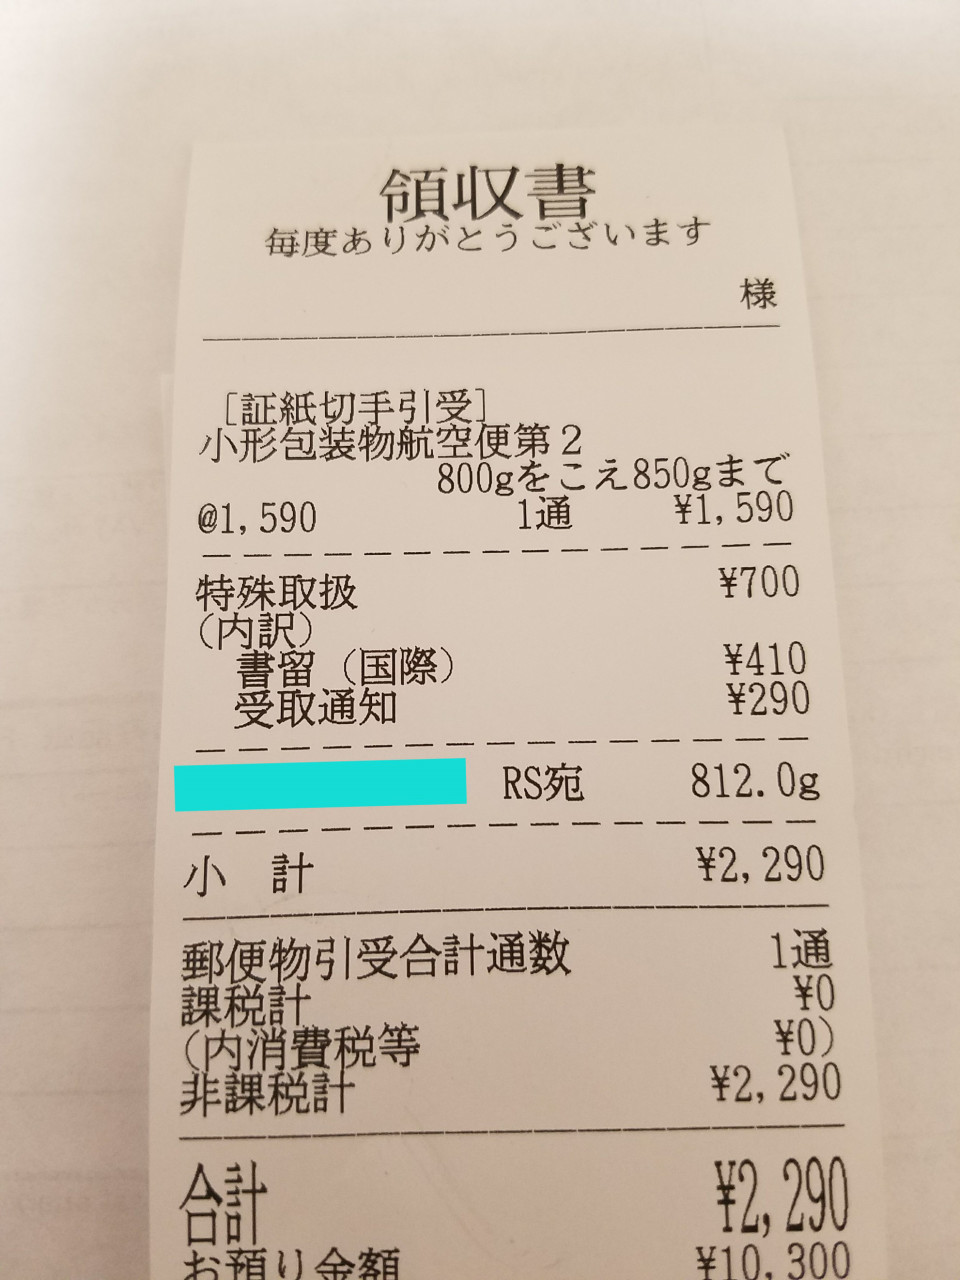 領収書
毎度ありがとうございます
様
[証紙切手引受]
小形包装物航空便第2
800gをこえ850gまで
@1,590 1通 ¥1,590
特殊取扱 ¥700
(内訳)
書留(国際) ¥410
受取通知 ¥290
RS宛 812.0g
小 計 ¥2,290
郵便物引受合計通数 1通
課税計 ¥0
(内消費税等 ¥0)
非課税計 ¥2,290
合計 ¥2,290
お預り金額 ¥10,300